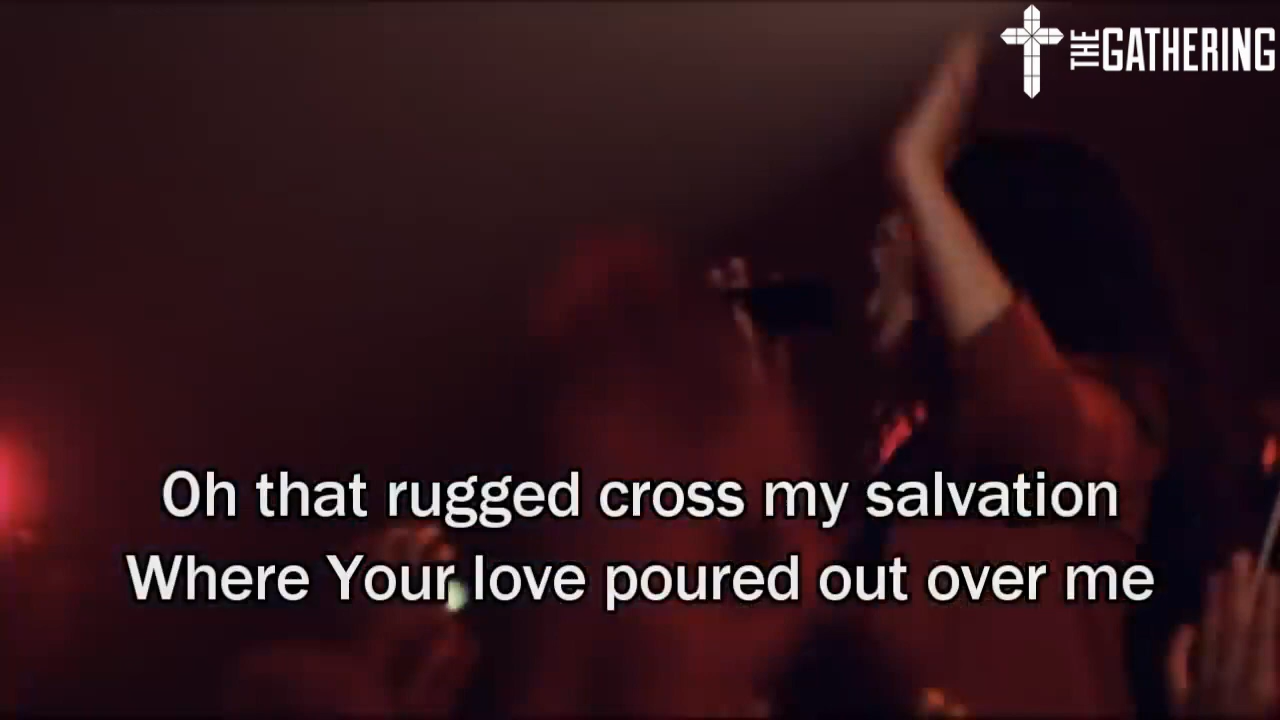 THE GATHERING
Oh that rugged cross my salvation
Where Your love poured out over me